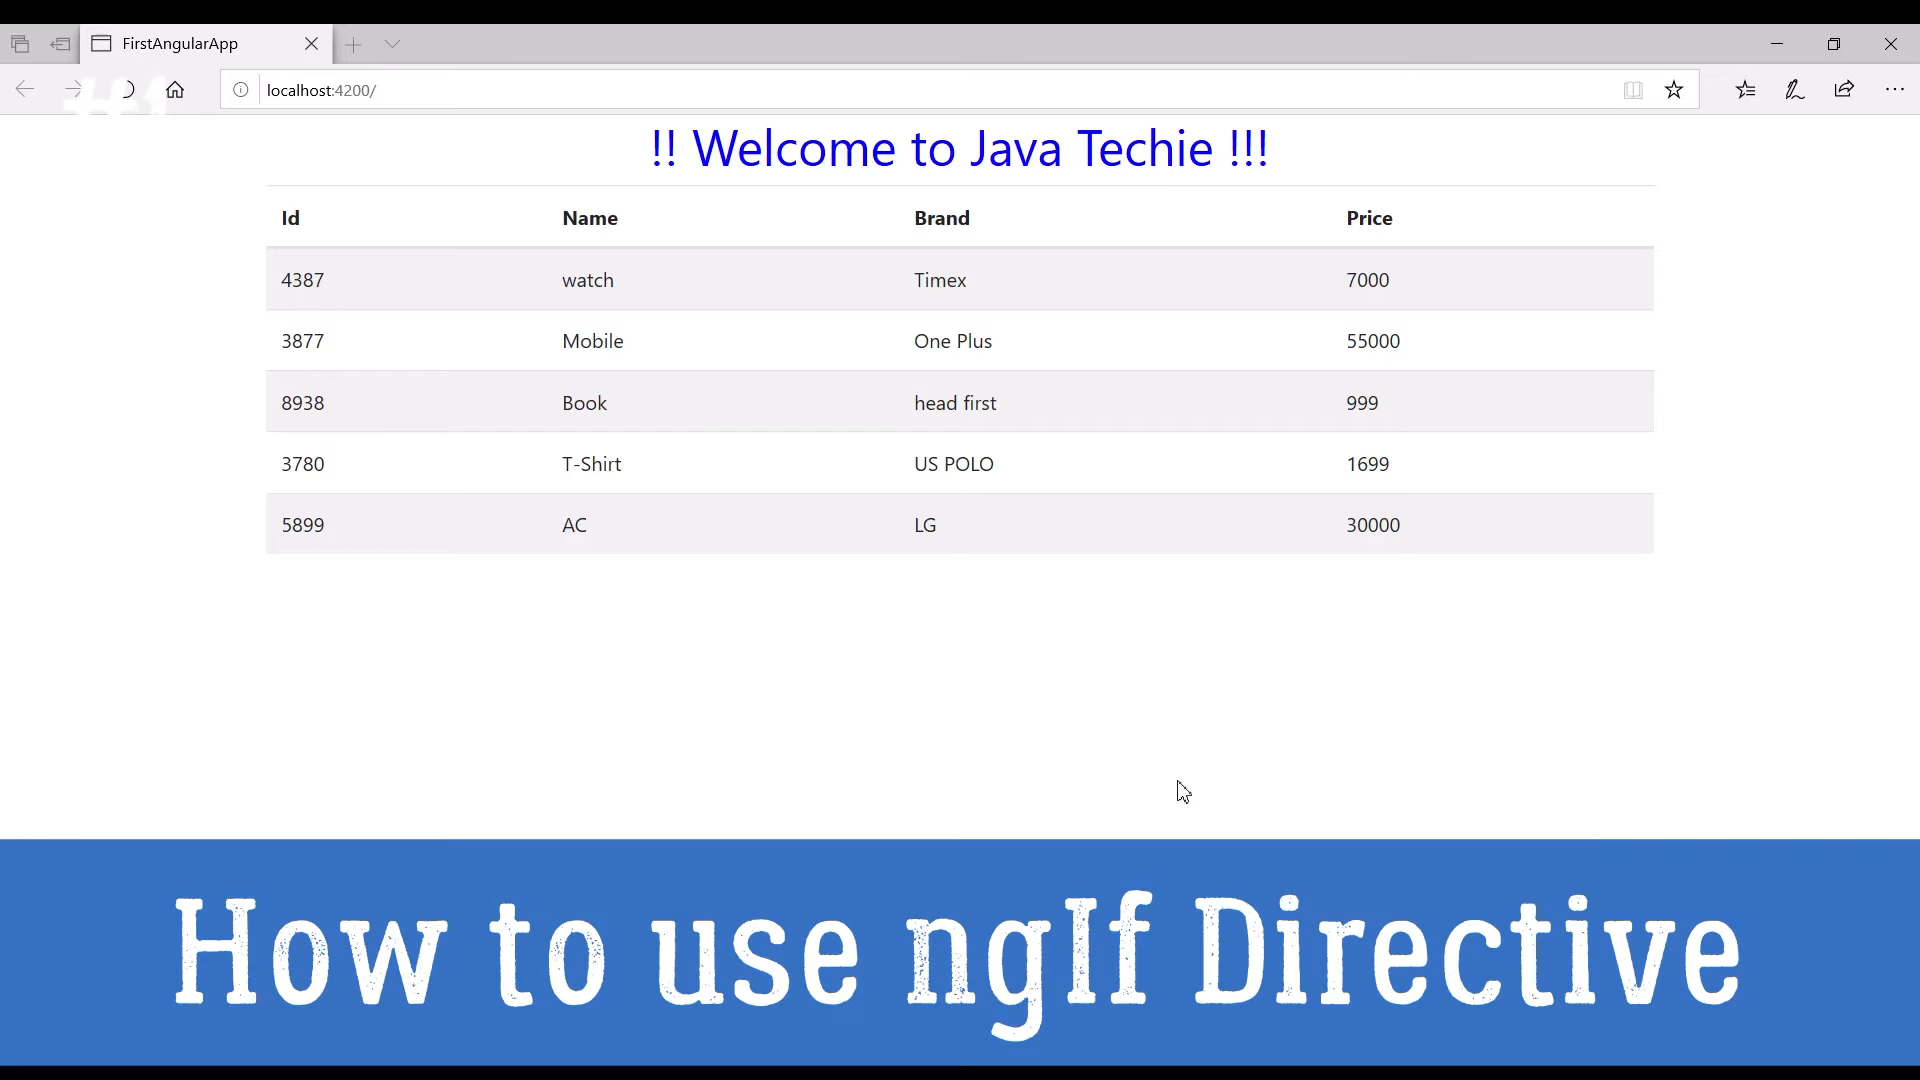 FirstAngularApp
localhost:4200/
!! Welcome to Java Techie !!!
Id Name Brand Price
4387 watch Timex 7000
3877 Mobile One Plus 55000
8938 Book head first 999
3780 T-Shirt US POLO 1699
5899 AC LG 30000
How to use ngIf Directive